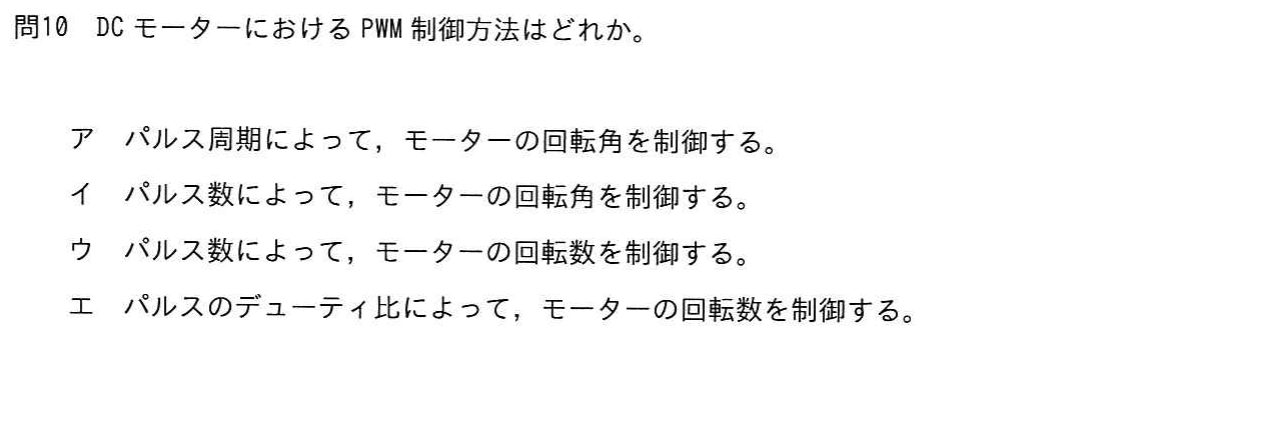 問10 DC モーターにおける PWM 制御方法はどれか。
ア パルス周期によって，モーターの回転角を制御する。
イ パルス数によって，モーターの回転角を制御する。
ウ パルス数によって，モーターの回転数を制御する。
エ パルスのデューティ比によって，モーターの回転数を制御する。